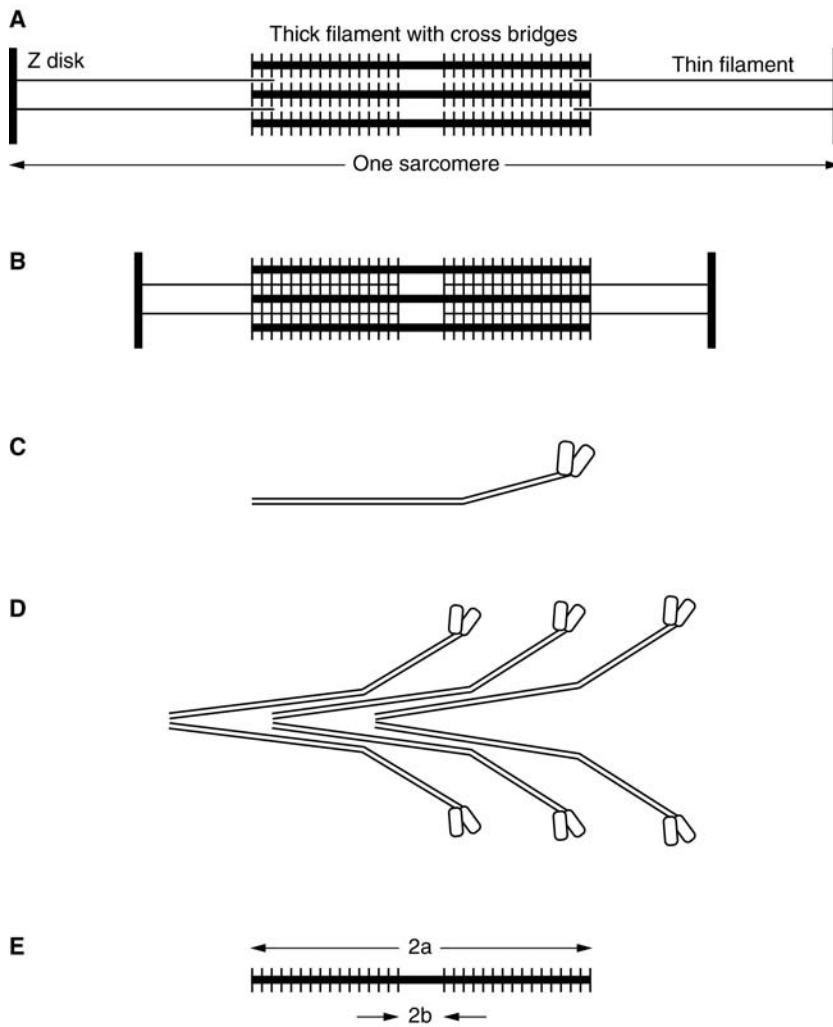 A
Thick filament with cross bridges
Z disk
Thin filament
One sarcomere
B
C
D
E
2a
2b